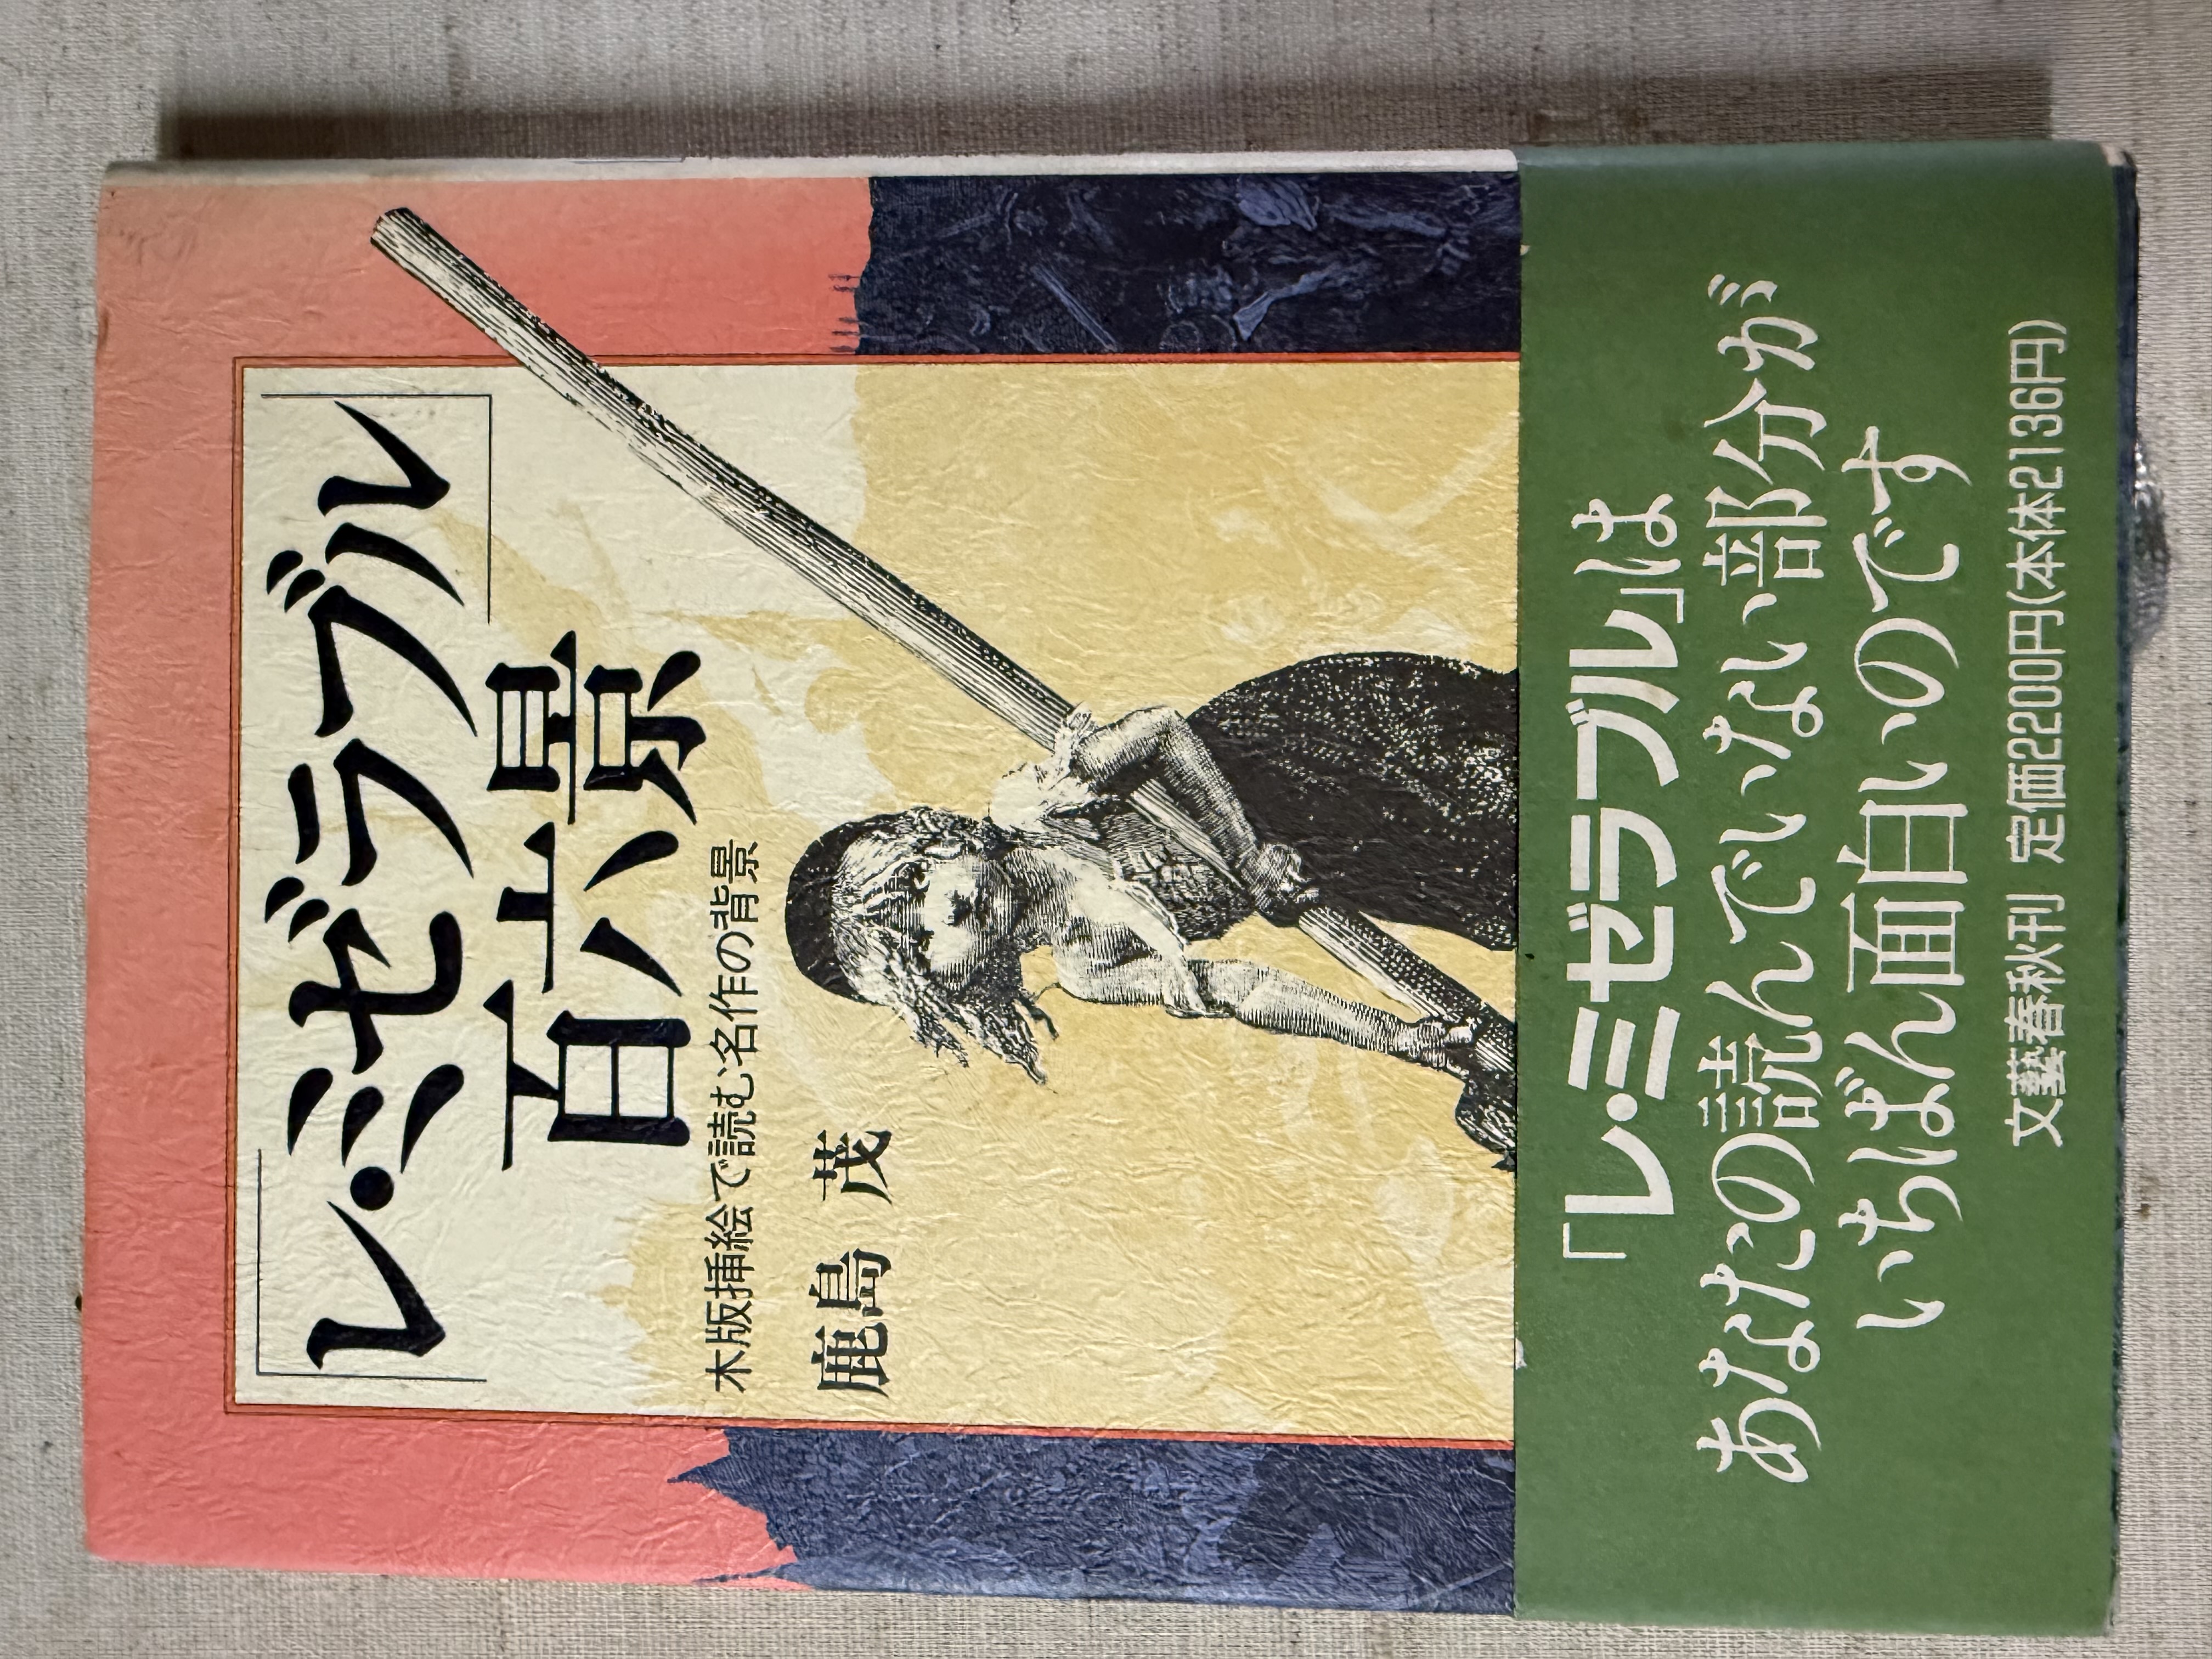 「レ・ミゼラブル」
百六景
木版挿絵で読む名作の背景
鹿島 茂
「レ・ミゼラブル」は
あなたの読んでいない部分が
いちばん面白いのです
文藝春秋刊 定価2200円(本体2136円)